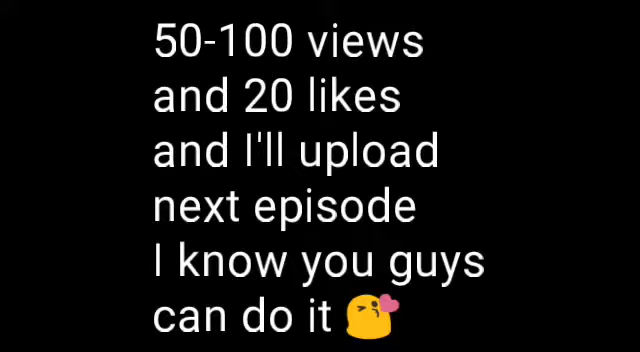 50-100 views
and 20 likes
and I'll upload
next episode
I know you guys
can do it 😘